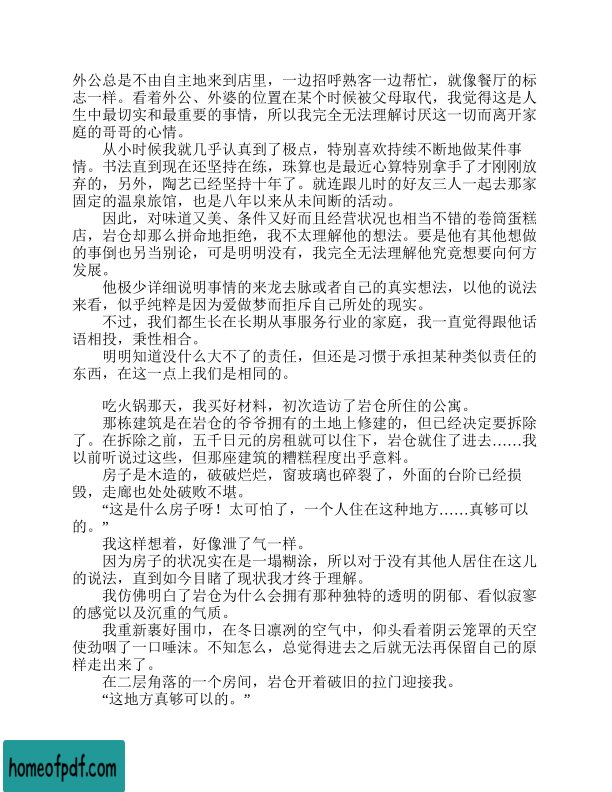 外公总是不由自主地来到店里，一边招呼熟客一边帮忙，就像餐厅的标
志一样。看着外公、外婆的位置在某个时候被父母取代，我觉得这是人
生中最切实和最重要的事情，所以我完全无法理解讨厌这一切而离开家
庭的哥哥的心情。
从小时候我就几乎认真到了极点，特别喜欢持续不断地做某件事
情。书法直到现在还坚持在练，珠算也是最近心算特别拿手了才刚刚放
弃的，另外，陶艺已经坚持十年了。就连跟儿时的好友三人一起去那家
固定的温泉旅馆，也是八年以来从未间断的活动。
因此，对味道又美、条件又好而且经营状况也相当不错的卷筒蛋糕
店，岩仓却那么拼命地拒绝，我不太理解他的想法。要是他有其他想做
的事倒也另当别论，可是明明没有，我完全无法理解他究竟想要向何方
发展。
他极少详细说明事情的来龙去脉或者自己的真实想法，以他的说法
来看，似乎纯粹是因为爱做梦而拒斥自己所处的现实。
不过，我们都生长在长期从事服务行业的家庭，我一直觉得跟他话
语相投，秉性相合。
明明知道没什么大不了的责任，但还是习惯于承担某种类似责任的
东西，在这一点上我们是相同的。
吃火锅那天，我买好材料，初次造访了岩仓所住的公寓。
那栋建筑是在岩仓的爷爷拥有的土地上修建的，但已经决定要拆除
了。在拆除之前，五千日元的房租就可以住下，岩仓就住了进去……我
以前听说过这些，但那座建筑的糟糕程度出乎意料。
房子是木造的，破破烂烂，窗玻璃也碎裂了，外面的台阶已经损
毁，走廊也处处破败不堪。
“这是什么房子呀！太可怕了，一个人住在这种地方……真够可以
的。”
我这样想着，好像泄了气一样。
因为房子的状况实在是一塌糊涂，所以对于没有其他人居住在这儿
的说法，直到如今目睹了现状我才终于理解。
我仿佛明白了岩仓为什么会拥有那种独特的透明的阴郁、看似寂寥
的感觉以及沉重的气质。
我重新裹好围巾，在冬日凛冽的空气中，仰头看着阴云笼罩的天空
使劲咽了一口唾沫。不知怎么，总觉得进去之后就无法再保留自己的原
样走出来了。
在二层角落的一个房间，岩仓开着破旧的拉门迎接我。
“这地方真够可以的。”
homeofpdf.com